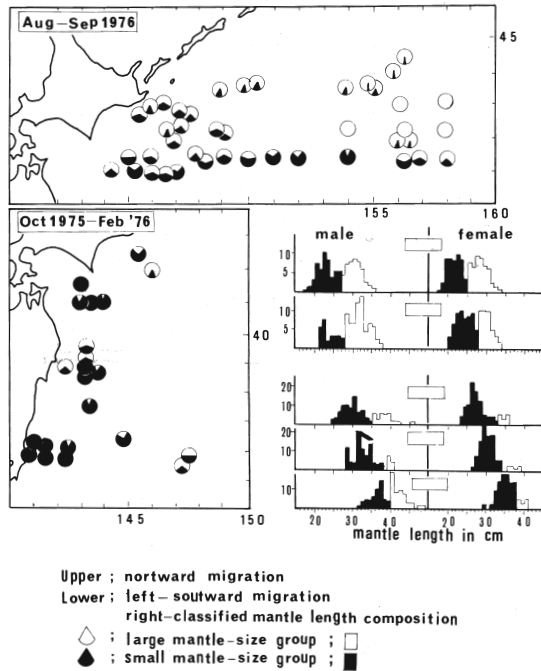 Aug-Sep 1976
45
155
160
Oct 1975-Feb '76
40
145
150
male
female
10
5
10
5
20
10
20
10
10
20
30
40
20
30
40
mantle length in cm
Upper ; nortward migration
Lower ; left-soutward migration
right-classified mantle length composition
; large mantle-size group ;
; small mantle-size group ;